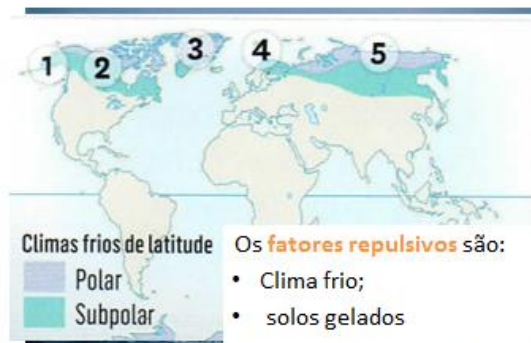 1 2 3 4 5
Climas frios de latitude
Polar
Subpolar
Os fatores repulsivos são:
• Clima frio;
• solos gelados